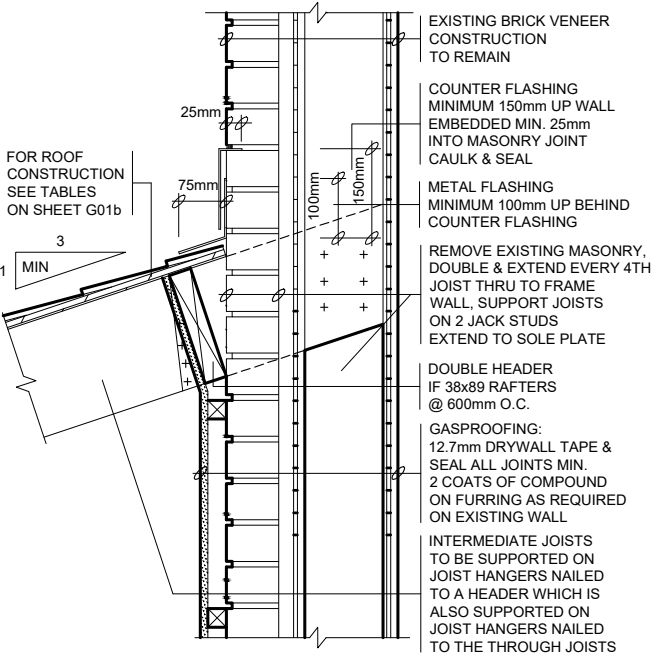 EXISTING BRICK VENEER
CONSTRUCTION
TO REMAIN
COUNTER FLASHING
MINIMUM 150mm UP WALL
EMBEDDED MIN. 25mm
INTO MASONRY JOINT
CAULK & SEAL
METAL FLASHING
MINIMUM 100mm UP BEHIND
COUNTER FLASHING
REMOVE EXISTING MASONRY,
DOUBLE & EXTEND EVERY 4TH
JOIST THRU TO FRAME
WALL, SUPPORT JOISTS
ON 2 JACK STUDS
EXTEND TO SOLE PLATE
DOUBLE HEADER
IF 38x89 RAFTERS
@ 600mm O.C.
GASPROOFING:
12.7mm DRYWALL TAPE &
SEAL ALL JOINTS MIN.
2 COATS OF COMPOUND
ON FURRING AS REQUIRED
ON EXISTING WALL
INTERMEDIATE JOISTS
TO BE SUPPORTED ON
JOIST HANGERS NAILED
TO A HEADER WHICH IS
ALSO SUPPORTED ON
JOIST HANGERS NAILED
TO THE THROUGH JOISTS
25mm
75mm
100mm
150mm
FOR ROOF
CONSTRUCTION
SEE TABLES
ON SHEET G01b
3
1
MIN